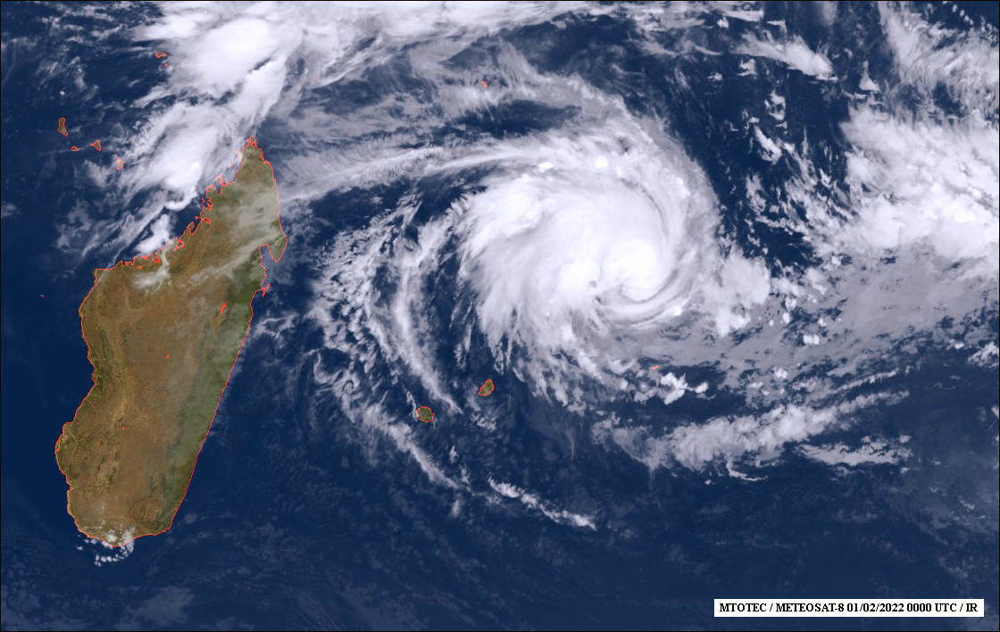 MTOTEC / METEOSAT-8 01/02/2022 0000 UTC / IR